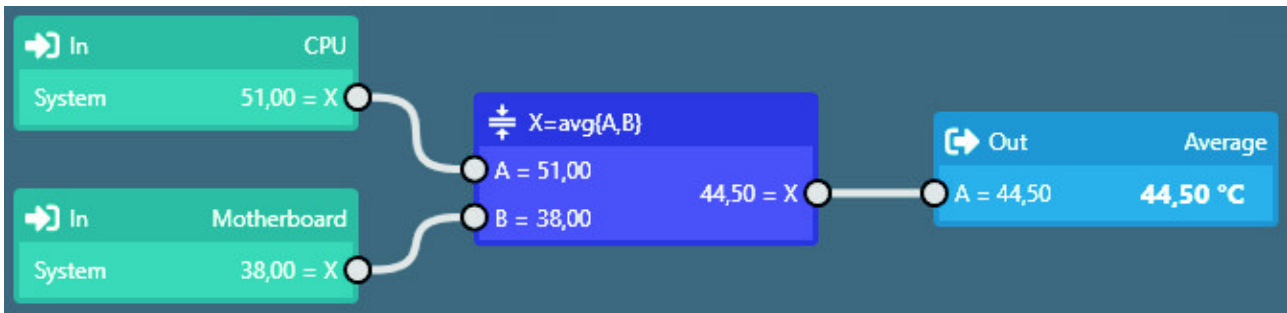 In CPU
System 51,00 = X
In Motherboard
System 38,00 = X
X=avg{A,B}
A = 51,00
44,50 = X
B = 38,00
Out Average
A = 44,50 44,50 °C